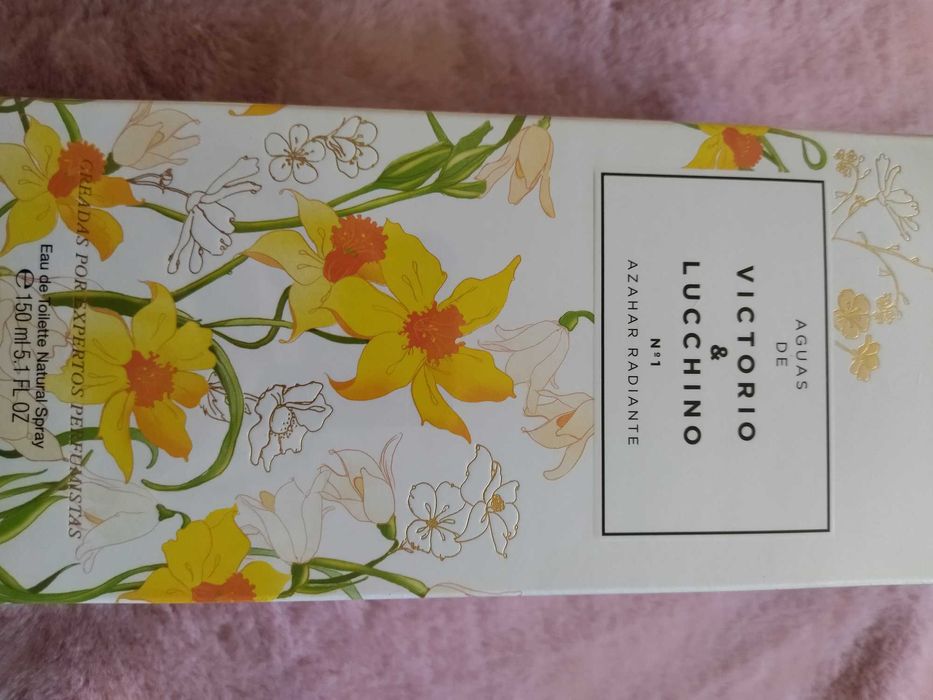 AGUAS
DE
VICTORIO
&
LUCCHINO
Nº1
AZAHAR RADIANTE
CREADAS POR EXPERTOS PERFUMISTAS
Eau de Toilette Natural Spray
℮ 150 ml 5.1 FL OZ